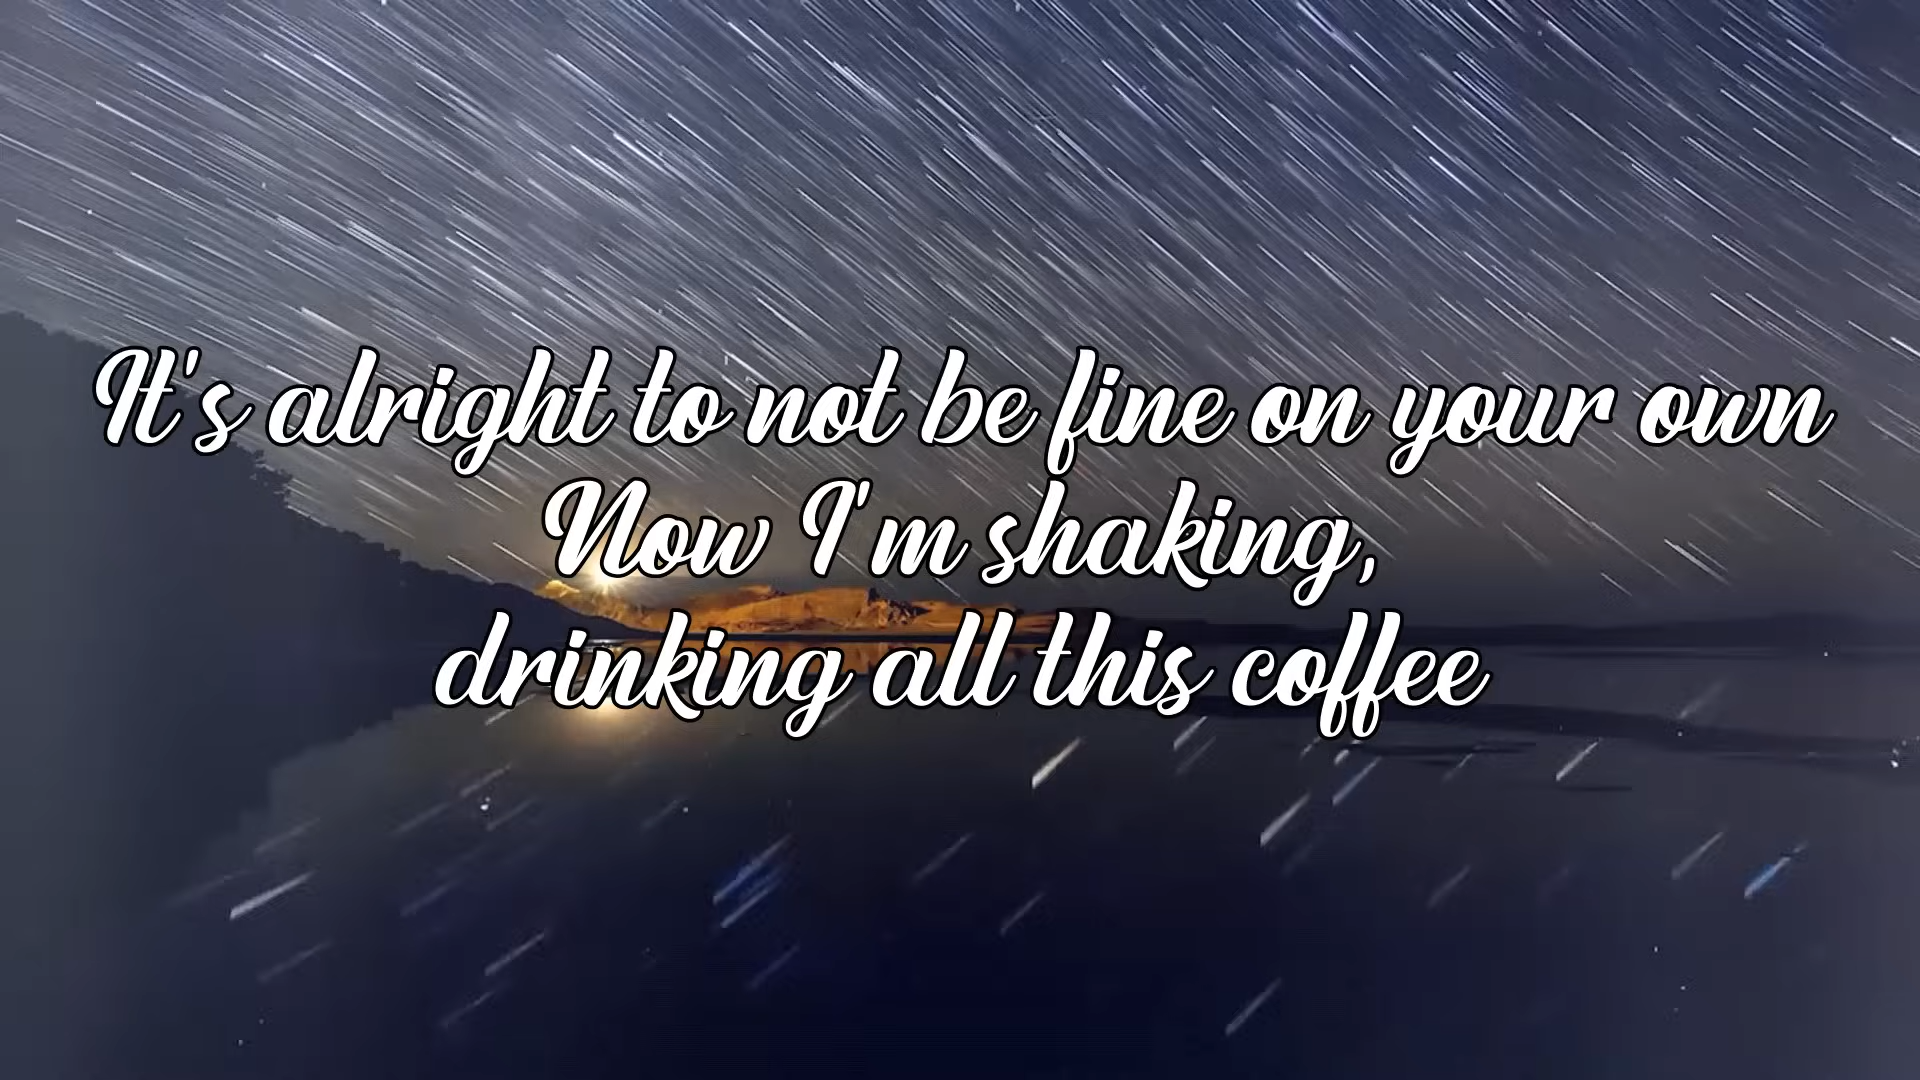 It's alright to not be fine on your own
Now I'm shaking,
drinking all this coffee